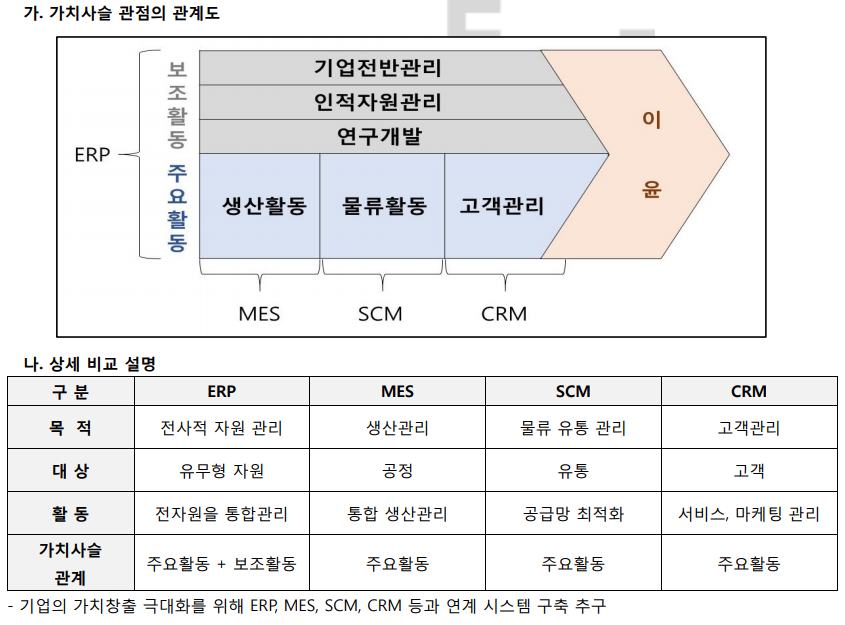 가. 가치사슬 관점의 관계도
기업전반관리
인적자원관리
연구개발
보조활동
주요활동
ERP
생산활동 물류활동 고객관리
이윤
MES SCM CRM
나. 상세 비교 설명
구 분 ERP MES SCM CRM
목 적 전사적 자원 관리 생산관리 물류 유통 관리 고객관리
대 상 유무형 자원 공정 유통 고객
활 동 전자원을 통합관리 통합 생산관리 공급망 최적화 서비스, 마케팅 관리
가치사슬
관계 주요활동 + 보조활동 주요활동 주요활동 주요활동
- 기업의 가치창출 극대화를 위해 ERP, MES, SCM, CRM 등과 연계 시스템 구축 추구